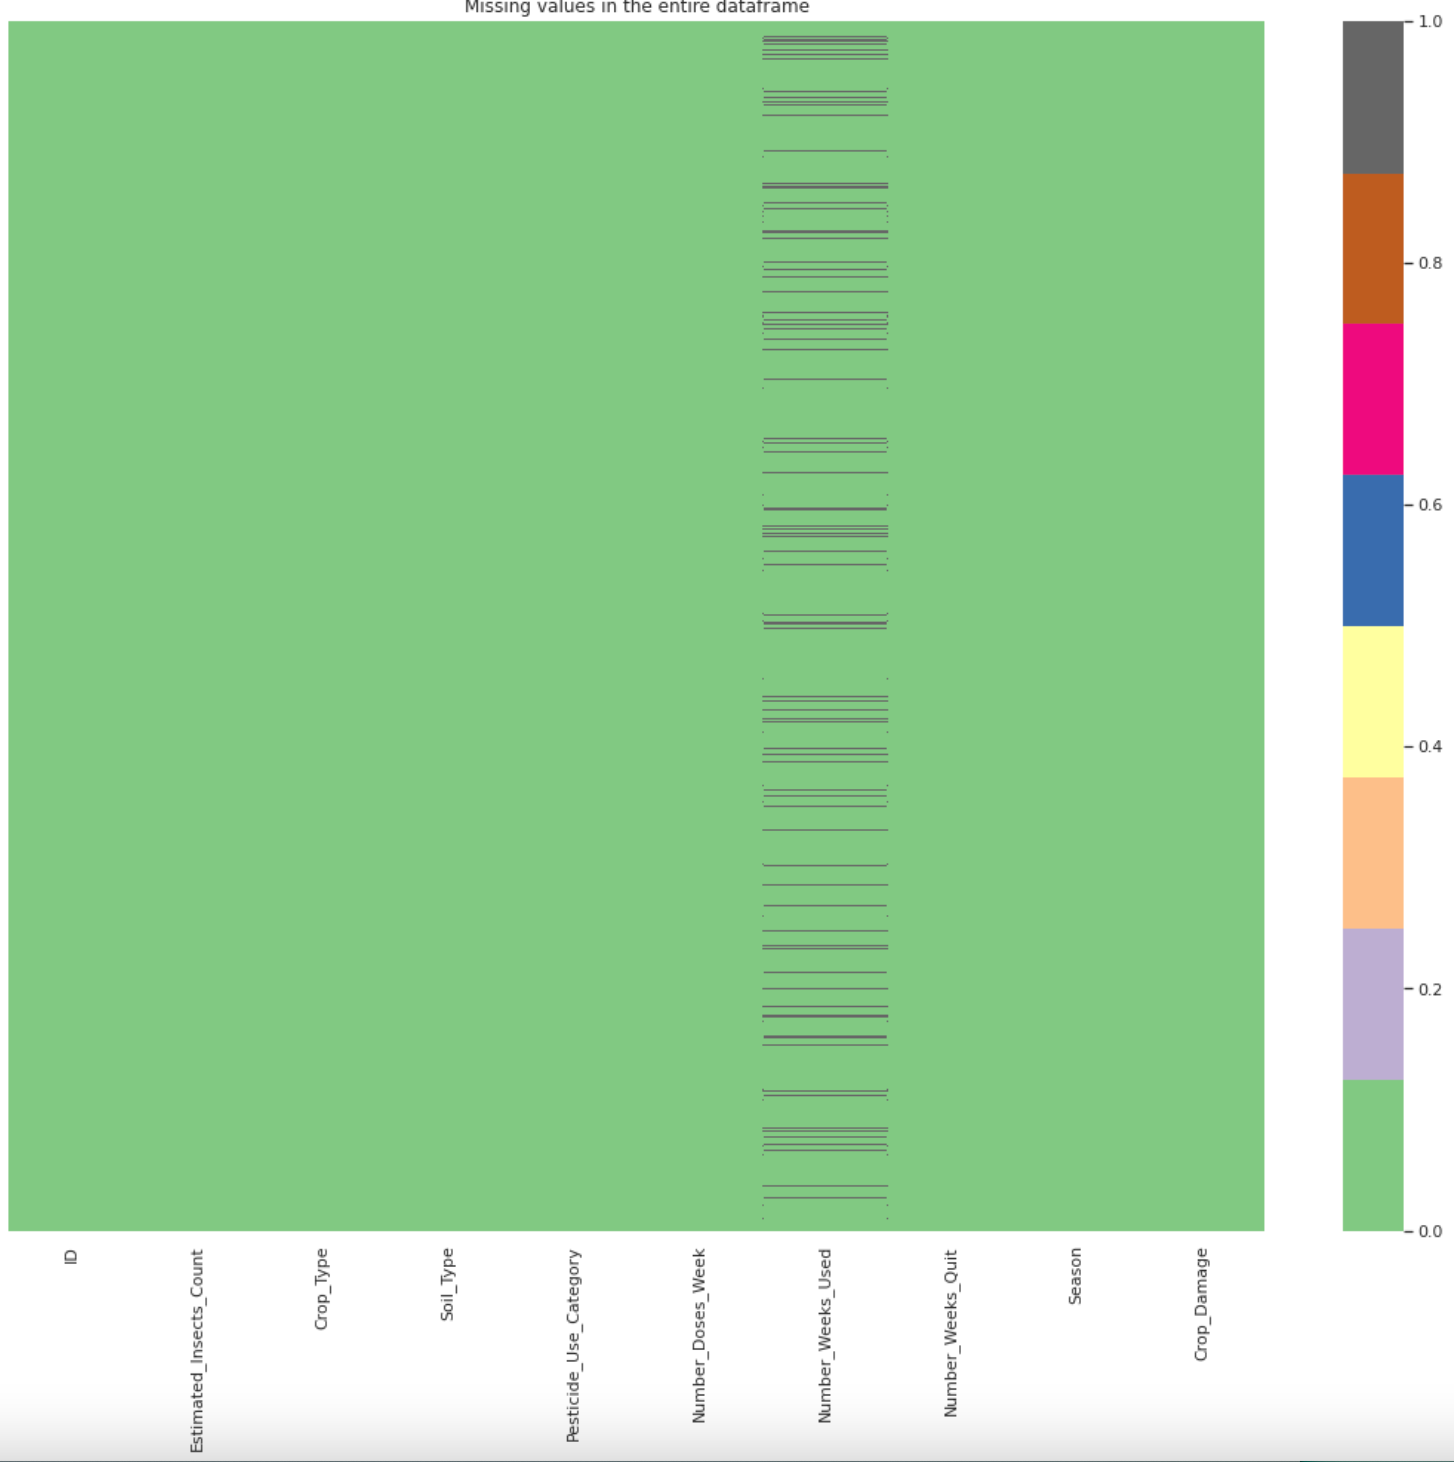 Missing values in the entire dataframe
1.0
0.8
0.6
0.4
0.2
0.0
ID
Estimated_Insects_Count
Crop_Type
Soil_Type
Pesticide_Use_Category
Number_Doses_Week
Number_Weeks_Used
Number_Weeks_Quit
Season
Crop_Damage